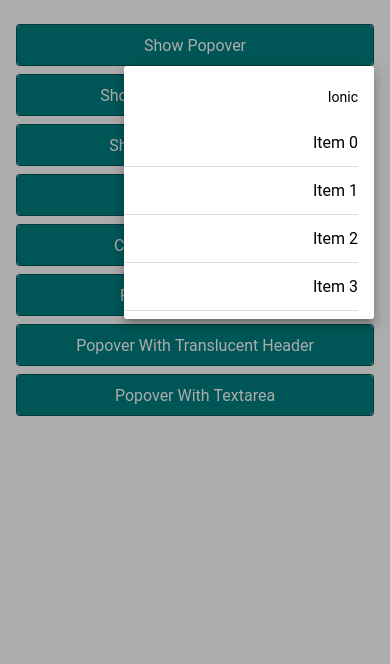 Show Popover
Ionic
Item 0
Item 1
Item 2
Item 3
Popover With Translucent Header
Popover With Textarea